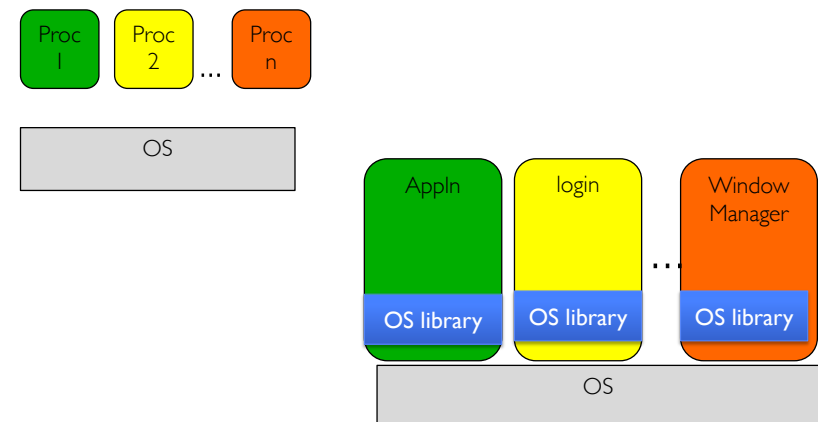 Proc
1
Proc
2
...
Proc
n
OS
Appln
login
...
Window
Manager
OS library
OS library
OS library
OS